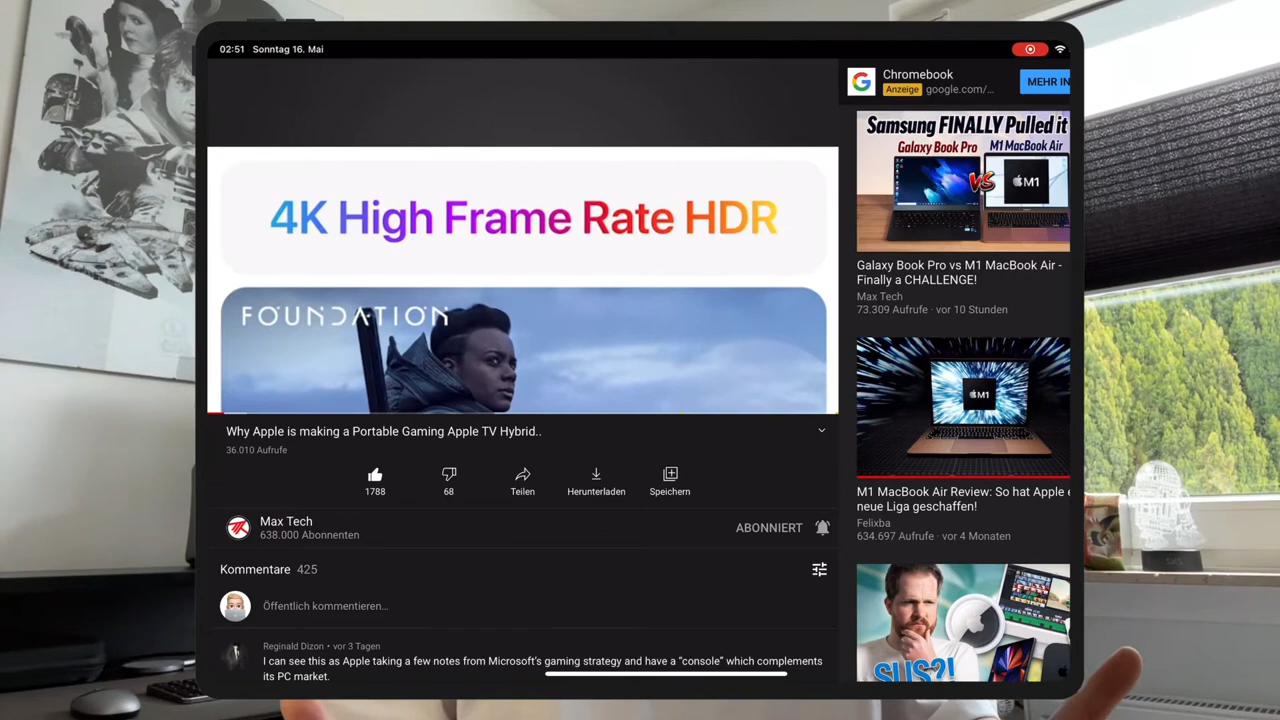 02:51 Sonntag 16. Mai
4K High Frame Rate HDR
FOUNDATION
Why Apple is making a Portable Gaming Apple TV Hybrid..
36.010 Aufrufe
1788
68
Teilen
Herunterladen
Speichern
Max Tech
638.000 Abonnenten
ABONNIERT
Kommentare 425
Öffentlich kommentieren...
Reginald Dizon • vor 3 Tagen
I can see this as Apple taking a few notes from Microsoft's gaming strategy and have a “console” which complements
its PC market.
Chromebook
Anzeige google.com/...
MEHR IN
Samsung FINALLY Pulled it
Galaxy Book Pro M1 MacBook Air
VS
M1
Galaxy Book Pro vs M1 MacBook Air -
Finally a CHALLENGE!
Max Tech
73.309 Aufrufe · vor 10 Stunden
M1
M1 MacBook Air Review: So hat Apple e
neue Liga geschaffen!
Felixba
634.697 Aufrufe · vor 4 Monaten
SUS?!